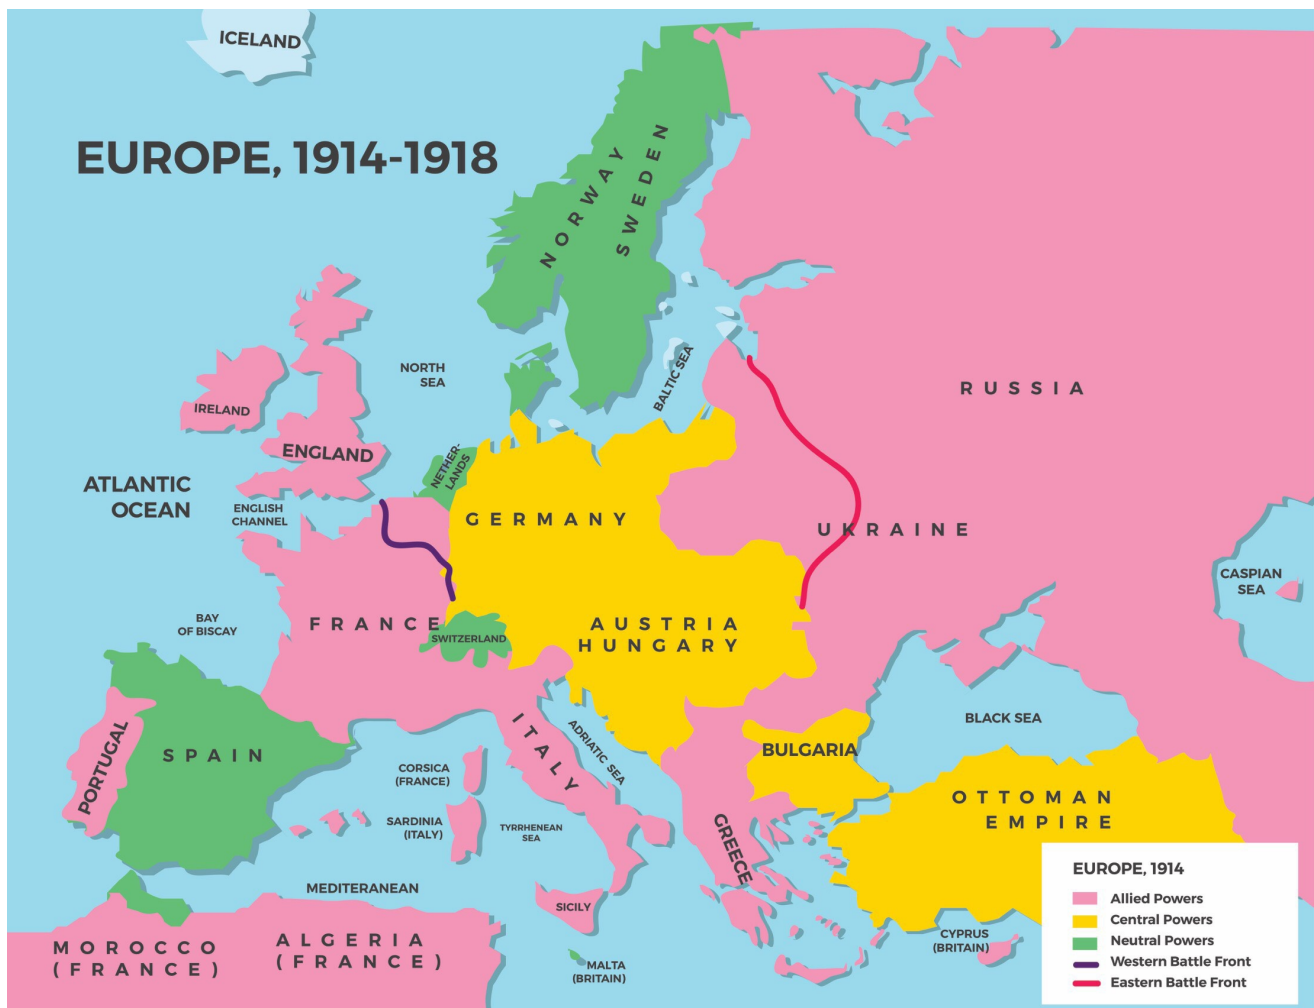 ICELAND
EUROPE, 1914-1918
NORWAY
SWEDEN
NORTH
SEA
BALTIC SEA
RUSSIA
IRELAND
ENGLAND
NETHER-
LANDS
ATLANTIC
OCEAN
ENGLISH
CHANNEL
GERMANY
UKRAINE
CASPIAN
SEA
BAY
OF BISCAY
FRANCE
SWITZERLAND
AUSTRIA
HUNGARY
BLACK SEA
PORTUGAL
SPAIN
ITALY
ADRIATIC SEA
BULGARIA
CORSICA
(FRANCE)
SARDINIA
(ITALY)
TYRRHENEAN
SEA
GREECE
OTTOMAN
EMPIRE
MEDITERANEAN
SICILY
MOROCCO
(FRANCE)
ALGERIA
(FRANCE)
MALTA
(BRITAIN)
CYPRUS
(BRITAIN)
EUROPE, 1914
Allied Powers
Central Powers
Neutral Powers
Western Battle Front
Eastern Battle Front